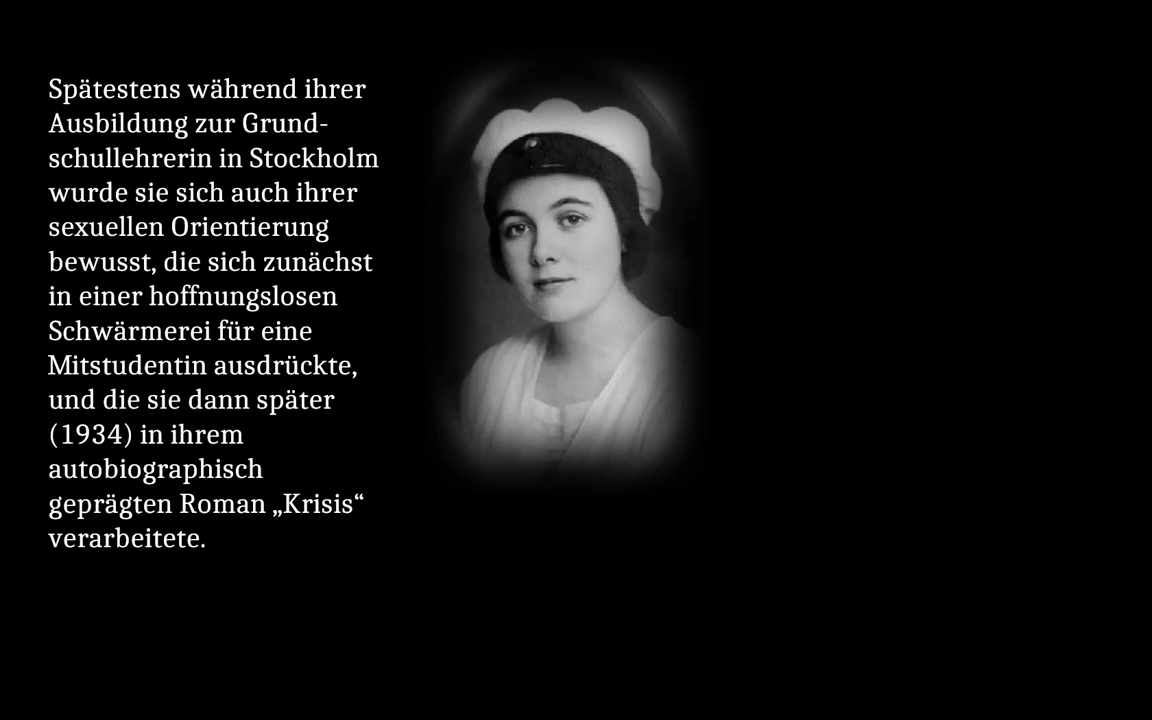 Spätestens während ihrer
Ausbildung zur Grund-
schullehrerin in Stockholm
wurde sie sich auch ihrer
sexuellen Orientierung
bewusst, die sich zunächst
in einer hoffnungslosen
Schwärmerei für eine
Mitstudentin ausdrückte,
und die sie dann später
(1934) in ihrem
autobiographisch
geprägten Roman „Krisis“
verarbeitete.